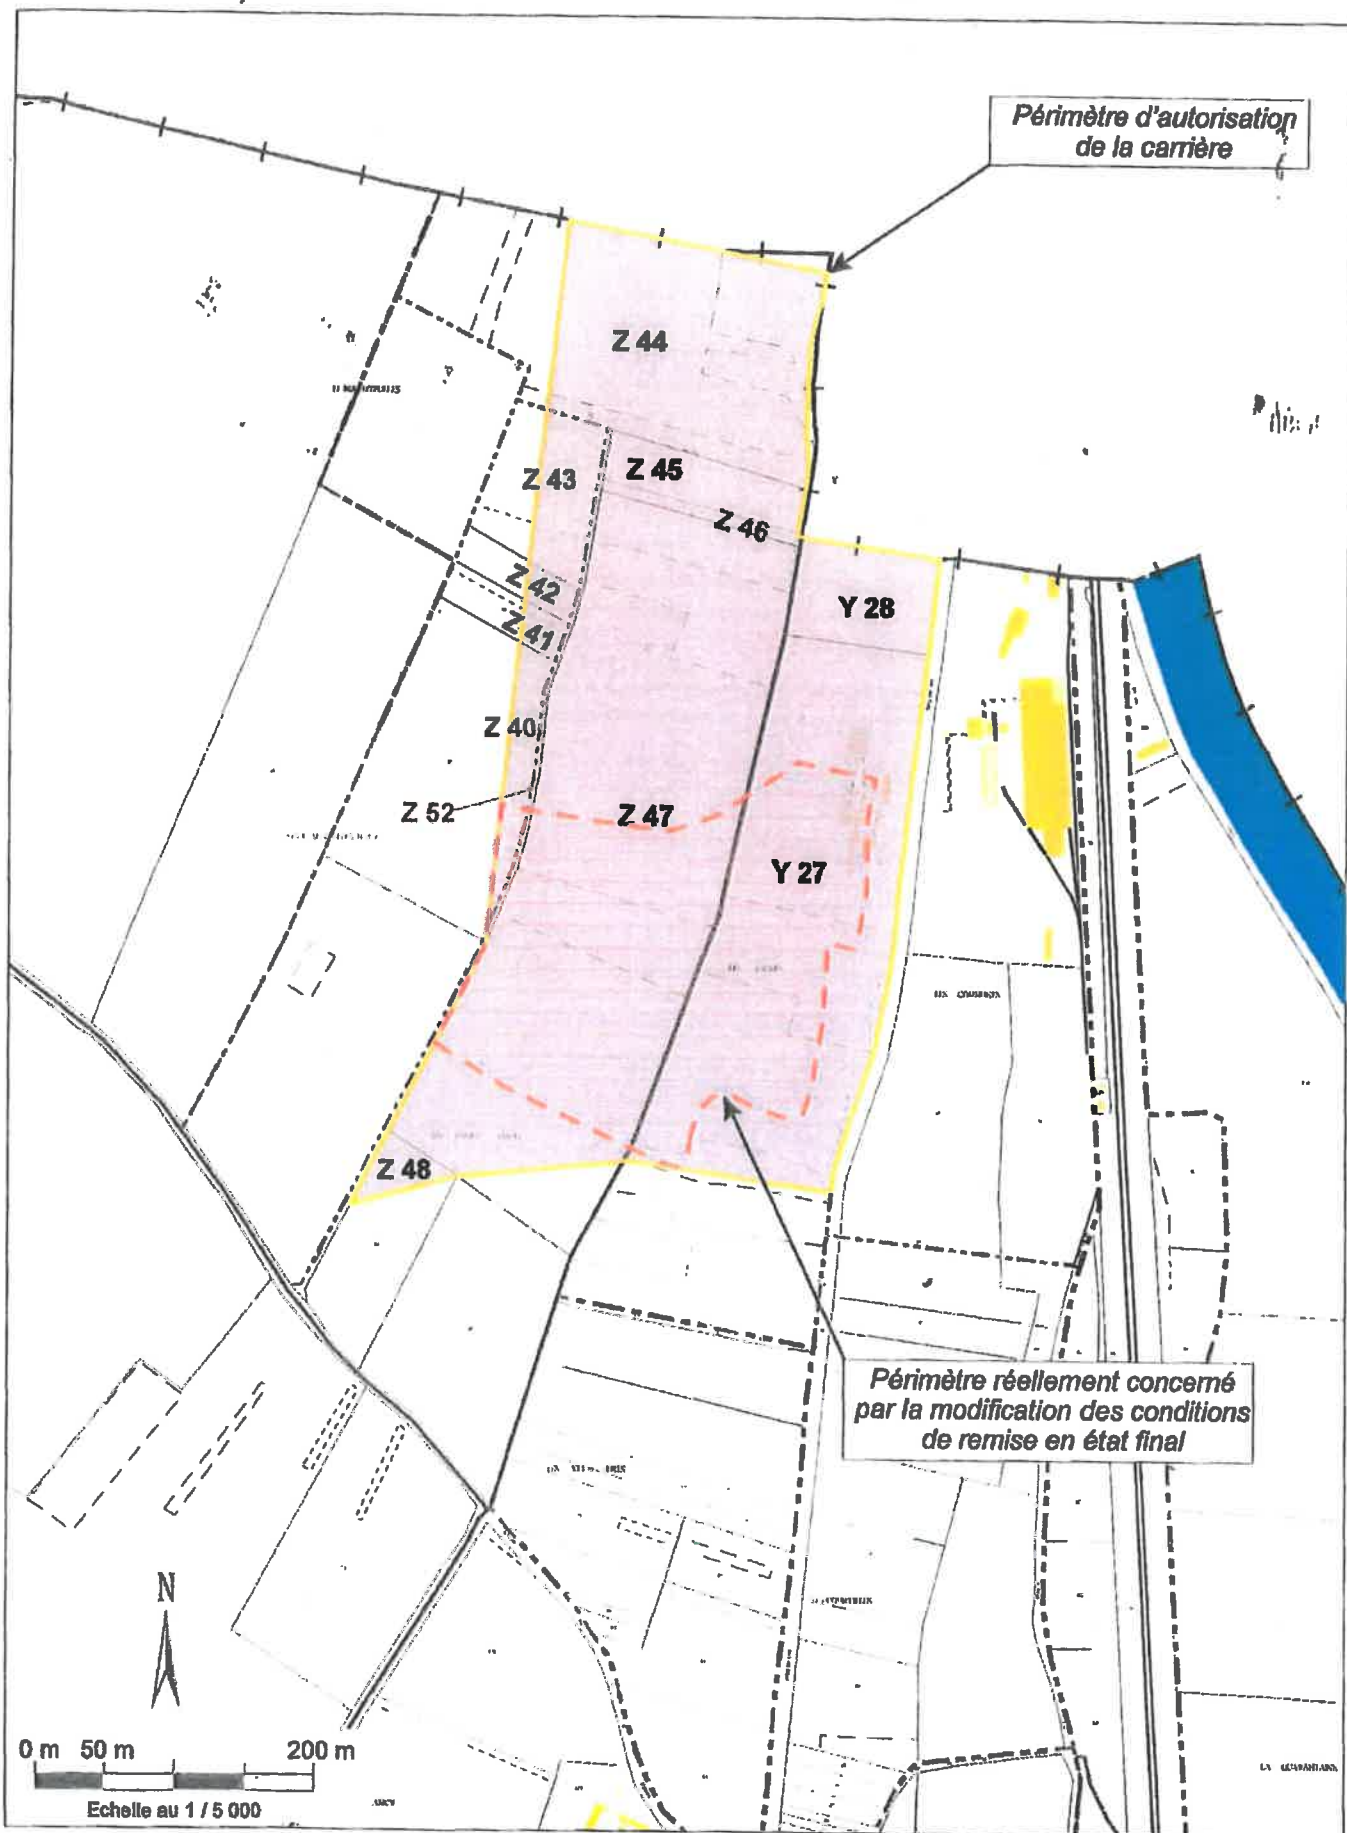 Périmètre d'autorisation
de la carrière
Z 44
Z 43
Z 45
Z 46
Z 42
Z 41
Y 28
Z 40
Z 52
Z 47
Y 27
Z 48
Périmètre réellement concerné
par la modification des conditions
de remise en état final
N
0 m 50 m 200 m
Echelle au 1 / 5 000